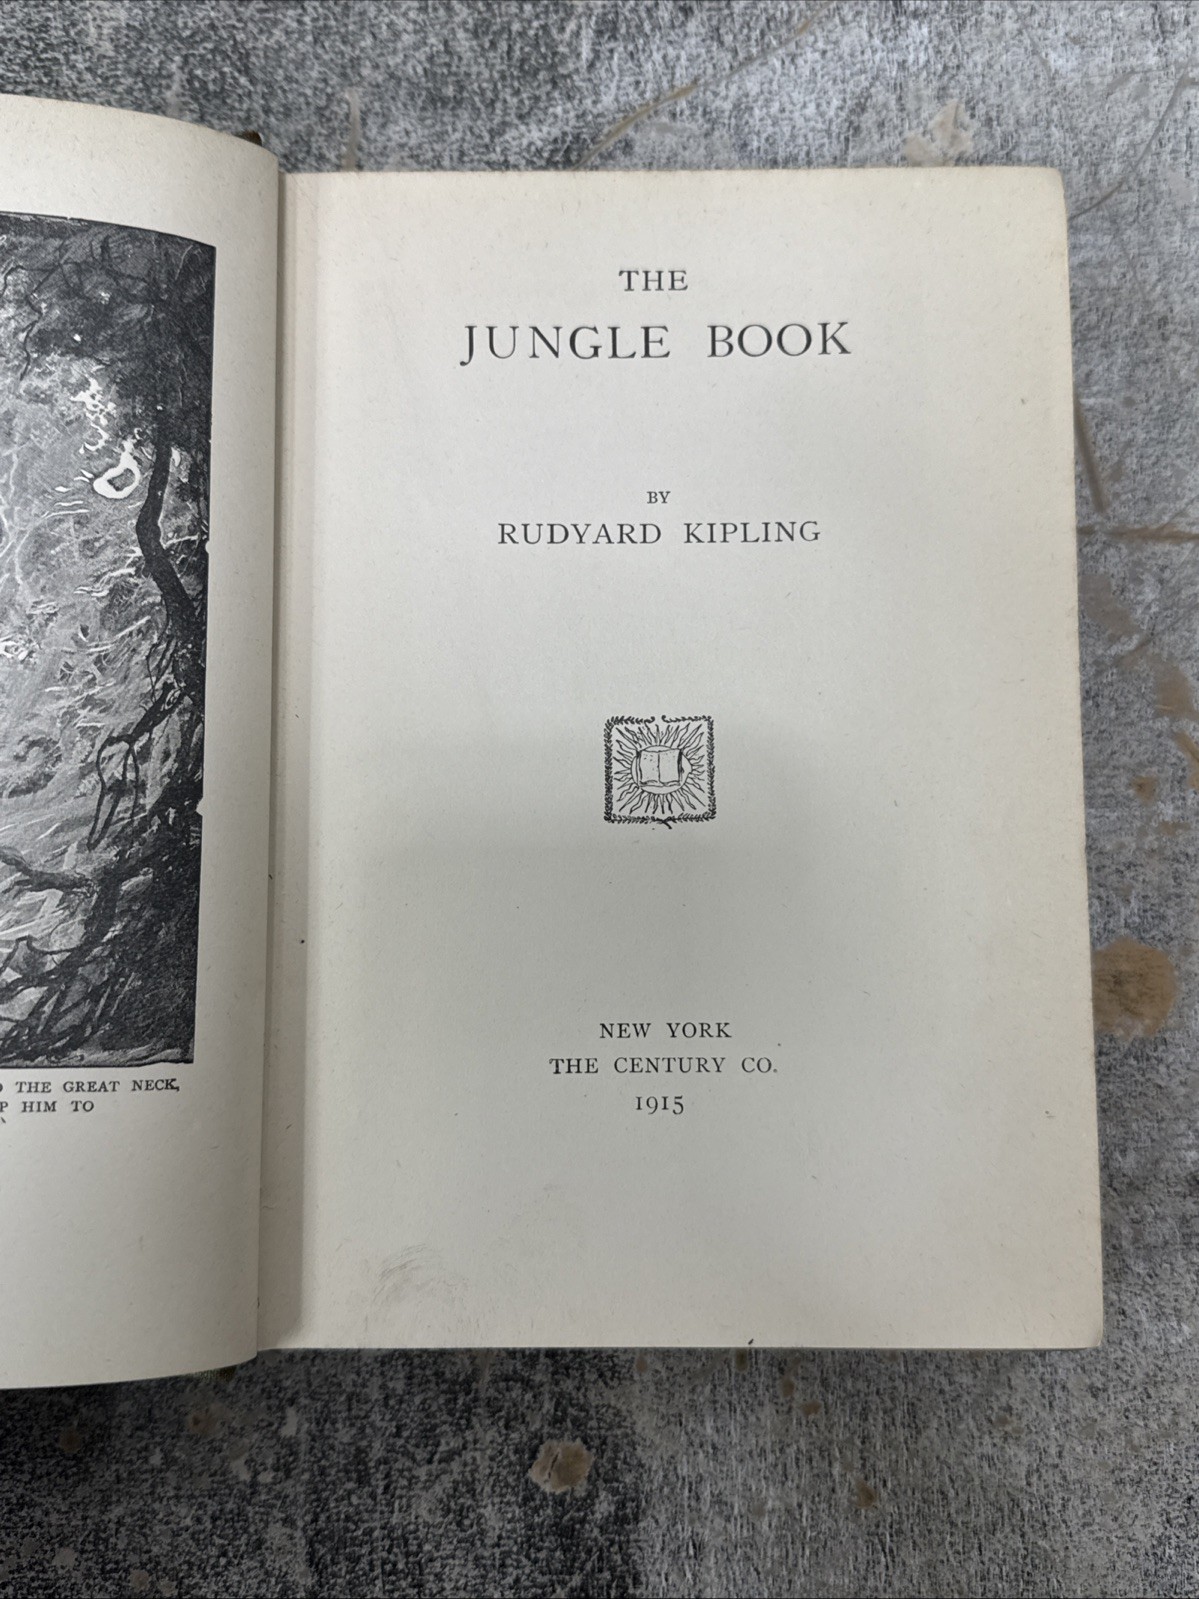 THE GREAT NECK,
HIM TO
THE
JUNGLE BOOK
BY
RUDYARD KIPLING
NEW YORK
THE CENTURY CO.
1915